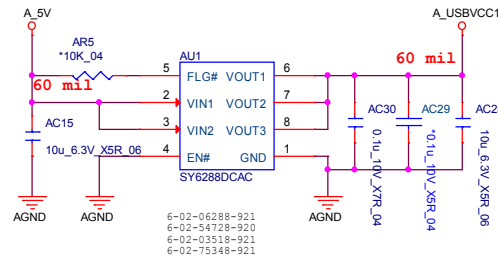 A_5V
A_USBVCC1
AR5
*10K_04
60 mil
AU1
60 mil
5
FLG#
VOUT1
6
2
VIN1
VOUT2
7
3
VIN2
VOUT3
8
4
EN#
GND
1
SY6288DCAC
AC15
10u_6.3V_X5R_06
AC30
0.1u_10V_X7R_04
AC29
*0.1u_10V_X5R_04
AC2
10u_6.3V_X5R_06
AGND
AGND
AGND
6-02-06288-921
6-02-54728-920
6-02-03518-921
6-02-75348-921